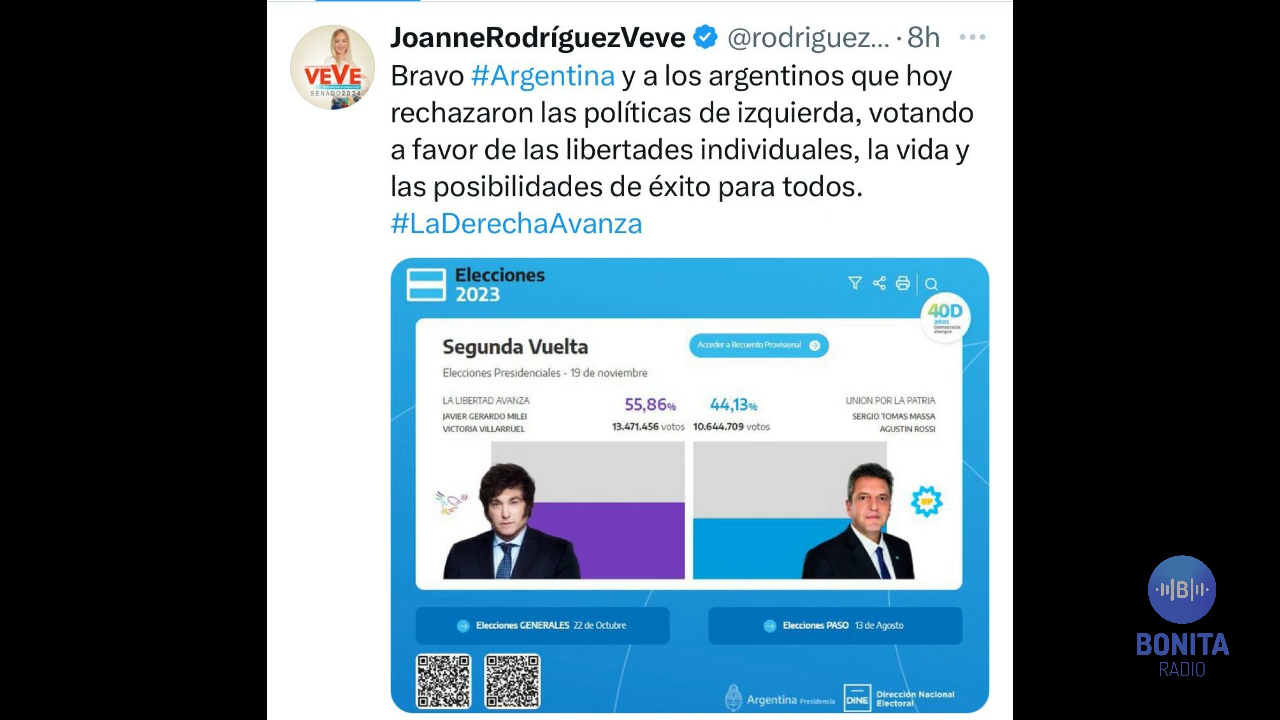 JoanneRodríguezVeve @rodriguez... · 8h
VEVE
SENADO2024
Bravo #Argentina y a los argentinos que hoy
rechazaron las políticas de izquierda, votando
a favor de las libertades individuales, la vida y
las posibilidades de éxito para todos.
#LaDerechaAvanza
Elecciones
2023
40D
años
Democracia
siempre
Segunda Vuelta
Acceder a Recuento Provisional
Elecciones Presidenciales - 19 de noviembre
LA LIBERTAD AVANZA
JAVIER GERARDO MILEI
VICTORIA VILLARRUEL
55,86%
13.471.456 votos
44,13%
10.644.709 votos
UNION POR LA PATRIA
SERGIO TOMAS MASSA
AGUSTIN ROSSI
UP
Elecciones GENERALES 22 de Octubre
Elecciones PASO 13 de Agosto
Argentina Presidencia
DINE
Dirección Nacional
Electoral
B
BONITA
RADIO